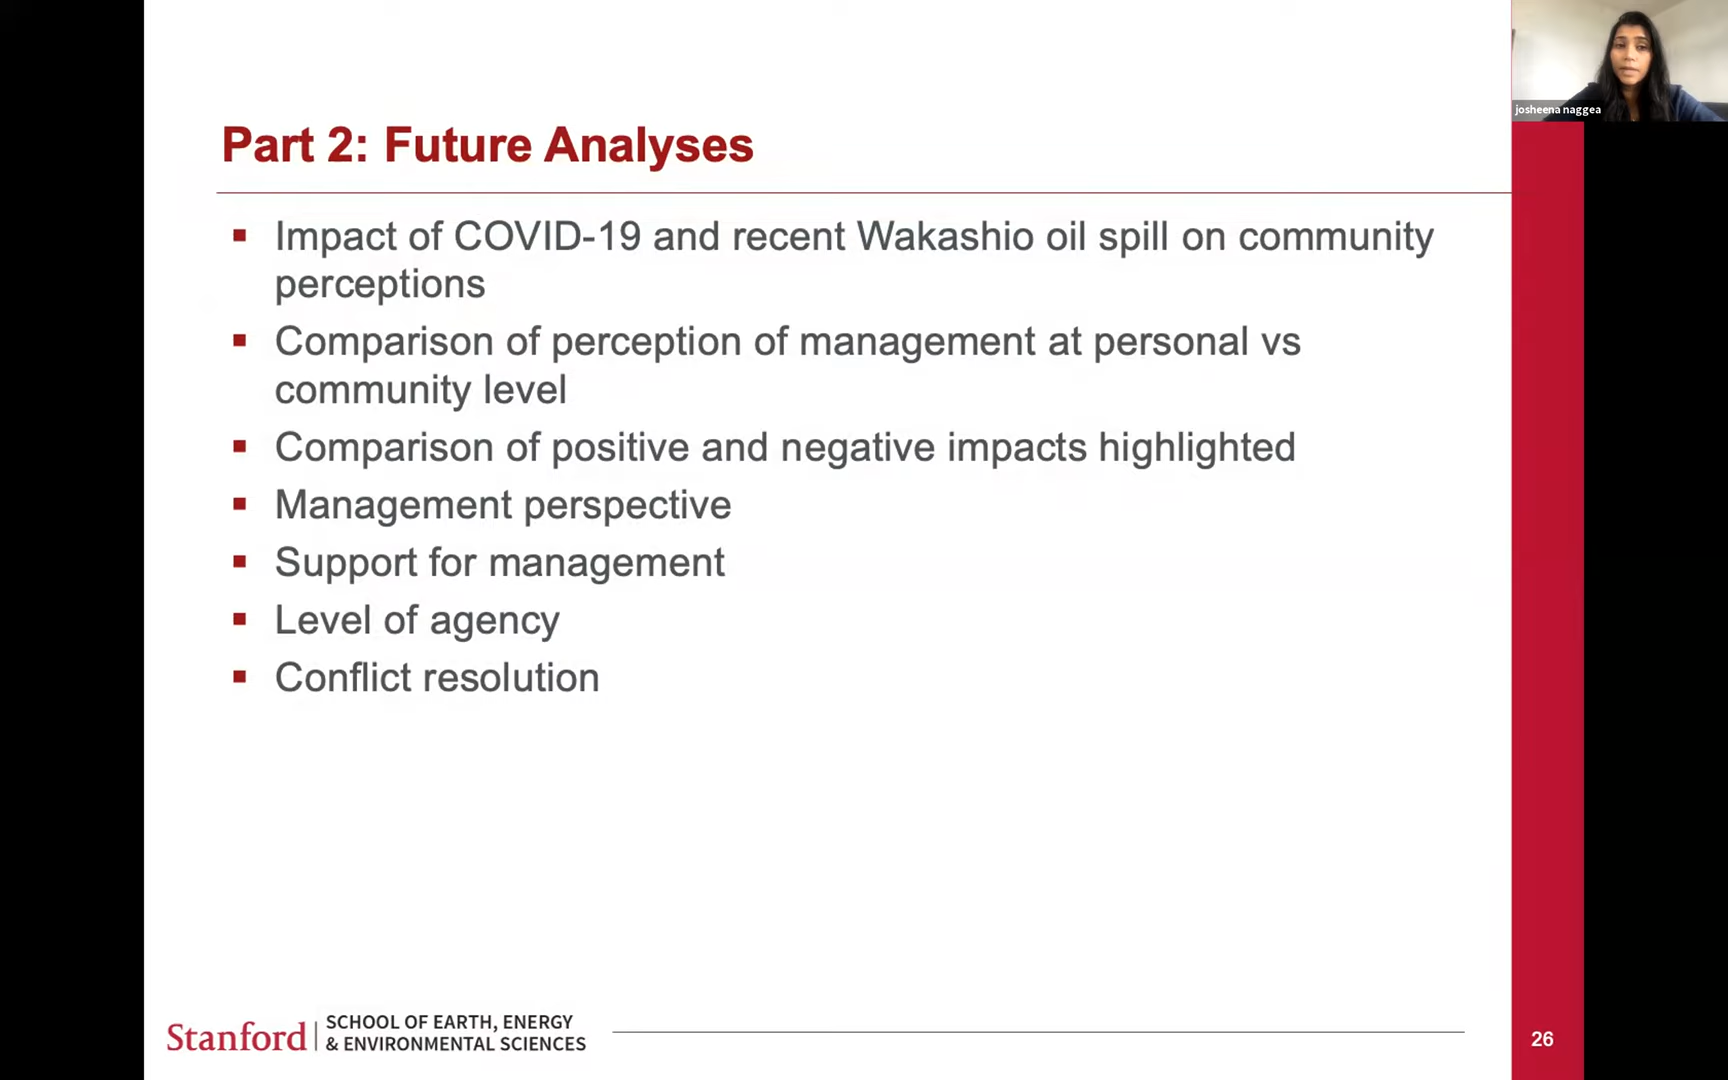 josheena naggea
Part 2: Future Analyses
Impact of COVID-19 and recent Wakashio oil spill on community
perceptions
Comparison of perception of management at personal vs
community level
Comparison of positive and negative impacts highlighted
Management perspective
Support for management
Level of agency
Conflict resolution
Stanford
SCHOOL OF EARTH, ENERGY
& ENVIRONMENTAL SCIENCES
26